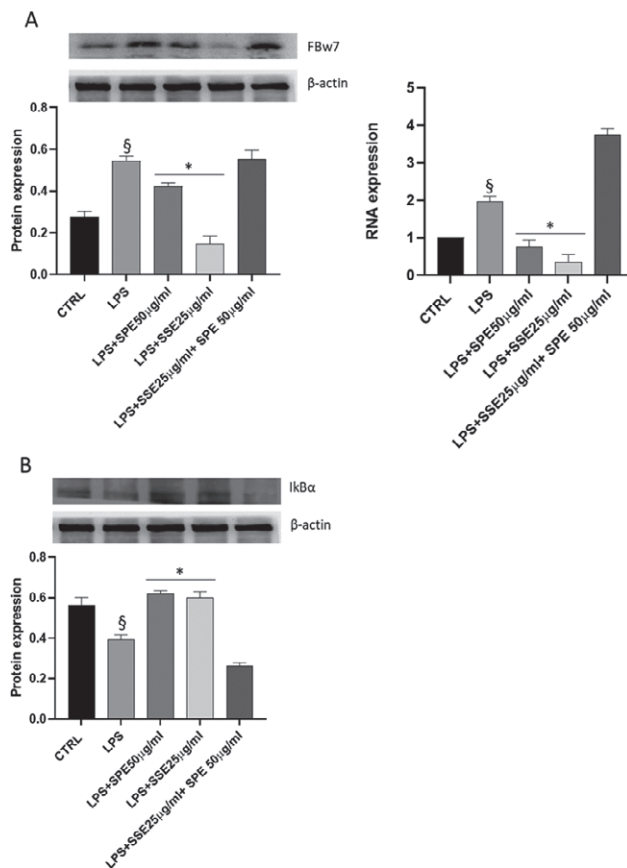 A
FBw7
β-actin
Protein expression
0.8
0.6
0.4
0.2
0.0
§
*
CTRL
LPS
LPS+SPE50µg/ml
LPS+SSE25µg/ml
LPS+SSE25µg/ml+ SPE 50µg/ml
RNA expression
5
4
3
2
1
0
§
*
CTRL
LPS
LPS+SPE50µg/ml
LPS+SSE25µg/ml
LPS+SSE25µg/ml+ SPE 50µg/ml
B
IkBα
β-actin
Protein expression
0.8
0.6
0.4
0.2
0.0
§
*
CTRL
LPS
LPS+SPE50µg/ml
LPS+SSE25µg/ml
LPS+SSE25µg/ml+ SPE 50µg/ml